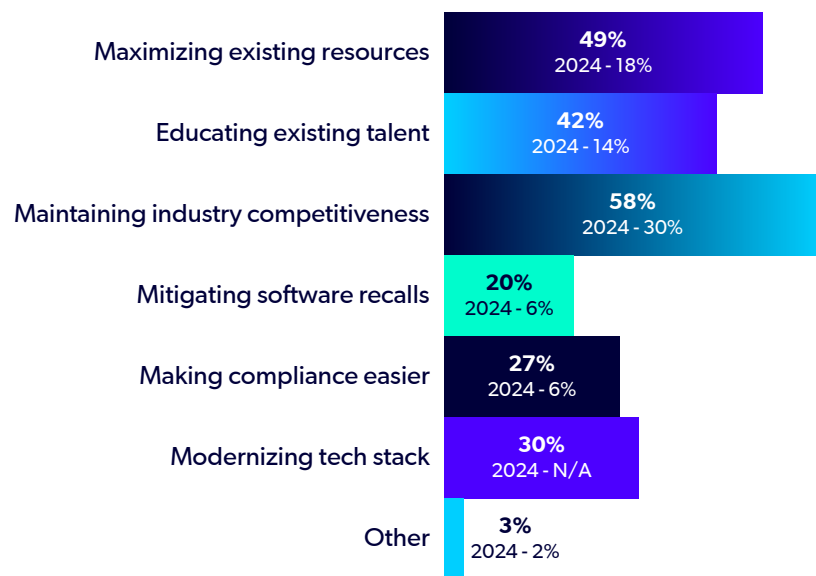 Maximizing existing resources
49%
2024 - 18%
Educating existing talent
42%
2024 - 14%
Maintaining industry competitiveness
58%
2024 - 30%
Mitigating software recalls
20%
2024 - 6%
Making compliance easier
27%
2024 - 6%
Modernizing tech stack
30%
2024 - N/A
Other
3%
2024 - 2%